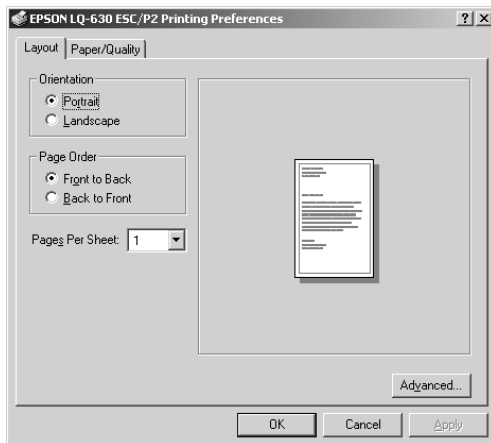 EPSON LQ-630 ESC/P2 Printing Preferences
Layout
Paper/Quality
Orientation
Portrait
Landscape
Page Order
Front to Back
Back to Front
Pages Per Sheet: 1
Advanced...
OK
Cancel
Apply